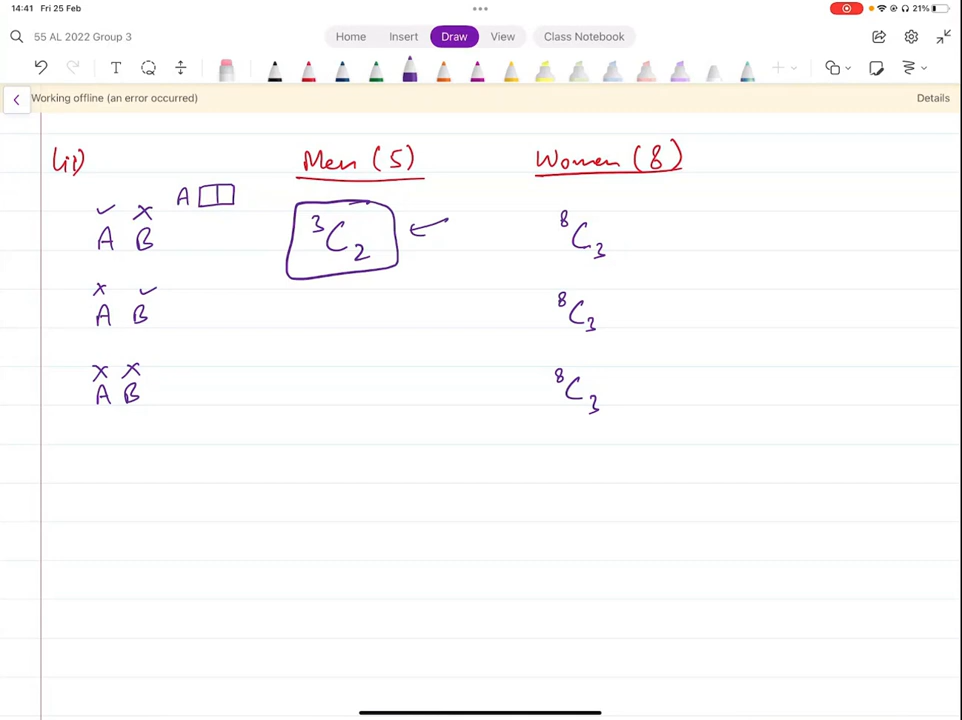 14:41 Fri 25 Feb
21%
55 AL 2022 Group 3
Home Insert Draw View Class Notebook
Working offline (an error occurred)
Details
(ii) Men (5) Women (8)
A
✓ ×
A B ³C₂ ⁸C₃
× ✓
A B ⁸C₃
× ×
A B ⁸C₃